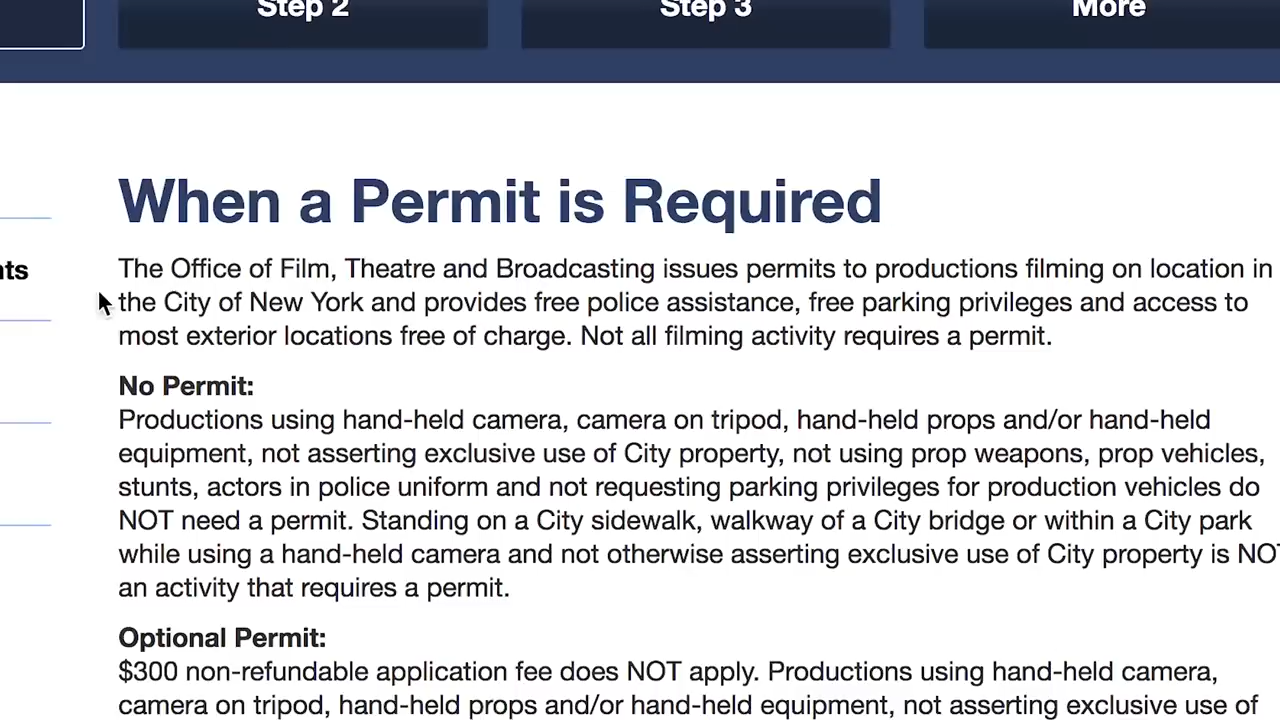 Step 2
Step 3
More
When a Permit is Required
nts
The Office of Film, Theatre and Broadcasting issues permits to productions filming on location in
the City of New York and provides free police assistance, free parking privileges and access to
most exterior locations free of charge. Not all filming activity requires a permit.
No Permit:
Productions using hand-held camera, camera on tripod, hand-held props and/or hand-held
equipment, not asserting exclusive use of City property, not using prop weapons, prop vehicles,
stunts, actors in police uniform and not requesting parking privileges for production vehicles do
NOT need a permit. Standing on a City sidewalk, walkway of a City bridge or within a City park
while using a hand-held camera and not otherwise asserting exclusive use of City property is NOT
an activity that requires a permit.
Optional Permit:
$300 non-refundable application fee does NOT apply. Productions using hand-held camera,
camera on tripod, hand-held props and/or hand-held equipment, not asserting exclusive use of